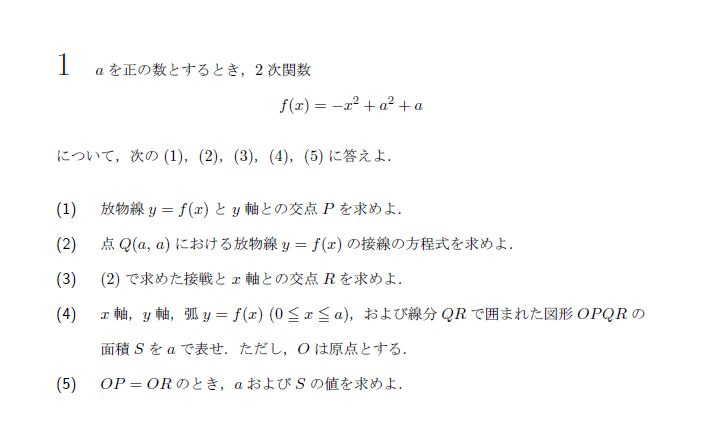 1 a を正の数とするとき，2 次関数
f(x) = −x² + a² + a
について，次の (1)，(2)，(3)，(4)，(5) に答えよ．
(1) 放物線 y = f(x) と y 軸との交点 P を求めよ．
(2) 点 Q(a, a) における放物線 y = f(x) の接線の方程式を求めよ．
(3) (2) で求めた接戦と x 軸との交点 R を求めよ．
(4) x 軸，y 軸，弧 y = f(x) (0 ≦ x ≦ a)，および線分 QR で囲まれた図形 OPQR の
面積 S を a で表せ．ただし，O は原点とする．
(5) OP = OR のとき，a および S の値を求めよ．